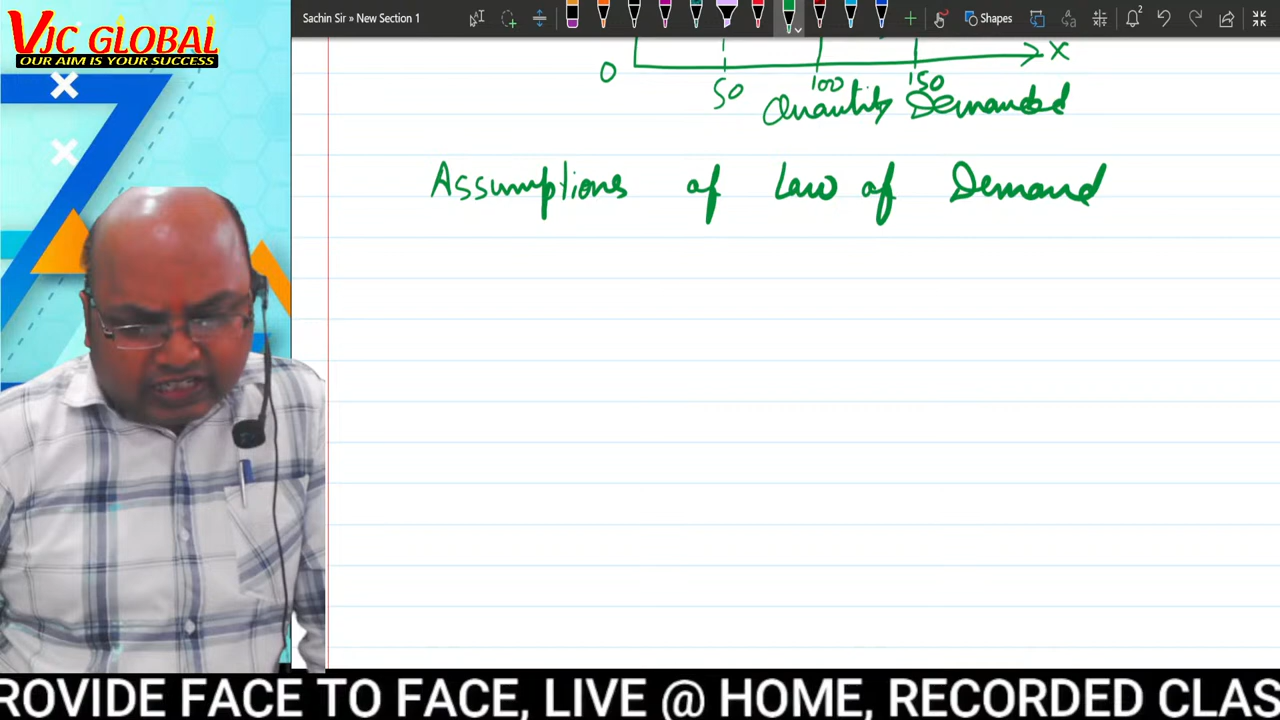 VJC GLOBAL
OUR AIM IS YOUR SUCCESS
Sachin Sir » New Section 1
Shapes
2
X
0
50
100
150
Quantity Demanded
Assumptions of Law of Demand
ROVIDE FACE TO FACE, LIVE @ HOME, RECORDED CLAS